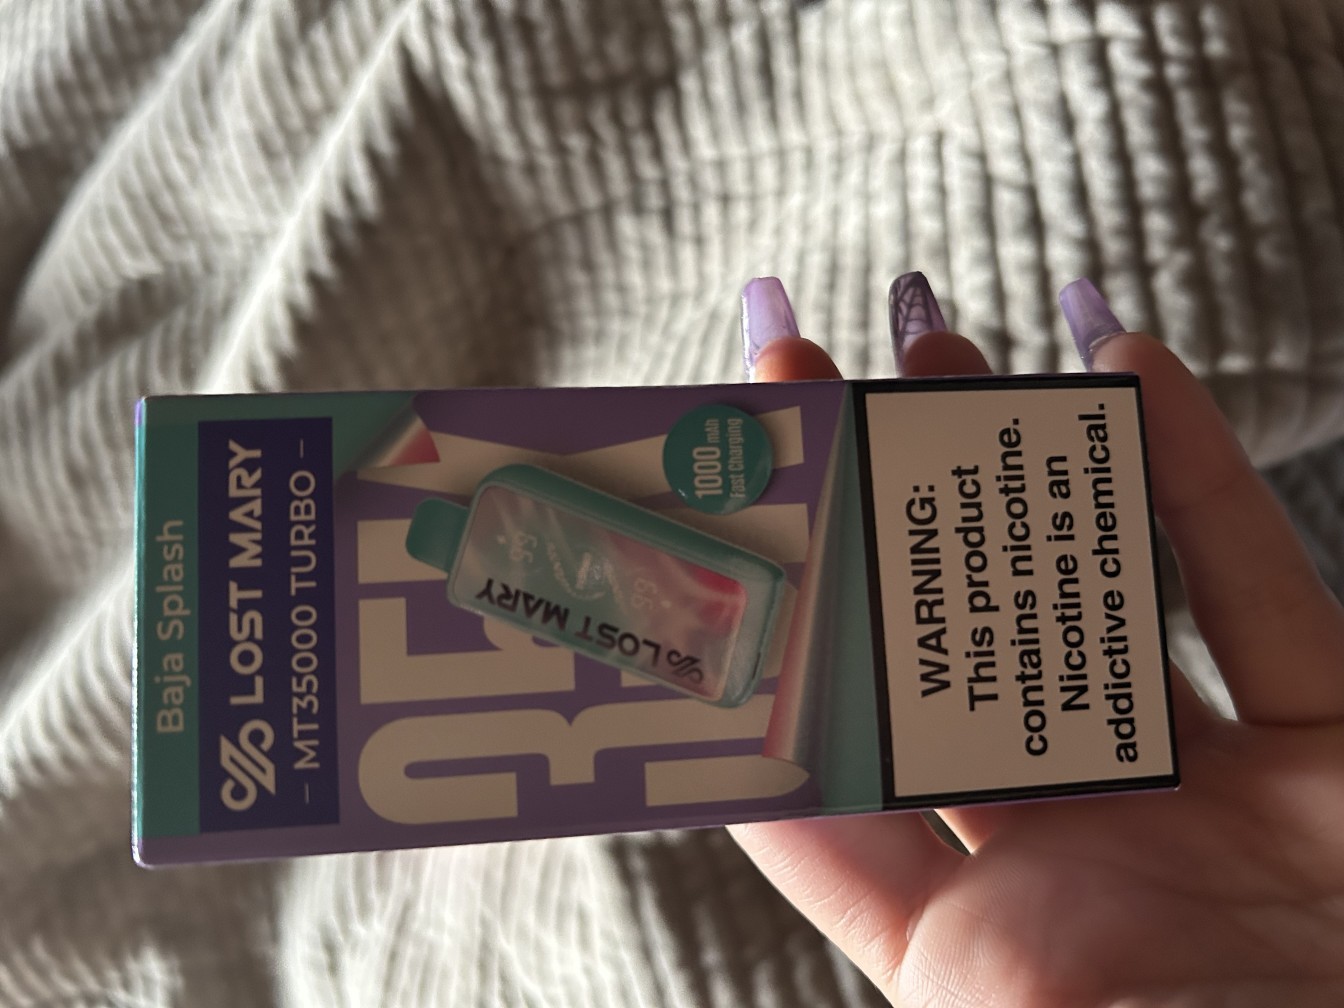 Baja Splash
LOST MARY
MT35000 TURBO
LOST MARY
1000 mAh
Fast Charging
WARNING:
This product
contains nicotine.
Nicotine is an
addictive chemical.